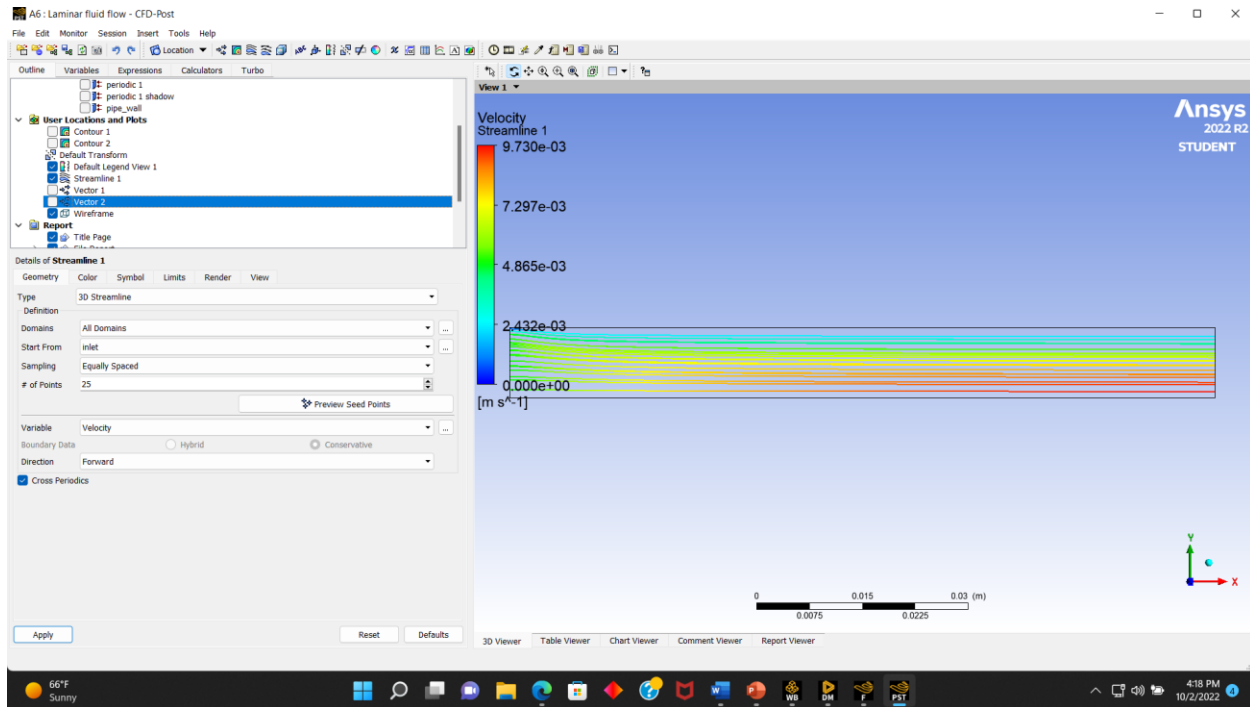 A6 : Laminar fluid flow - CFD-Post
File Edit Monitor Session Insert Tools Help
Location
Outline Variables Expressions Calculators Turbo
periodic 1
periodic 1 shadow
pipe_wall
User Locations and Plots
Contour 1
Contour 2
Default Transform
Default Legend View 1
Streamline 1
Vector 1
Vector 2
Wireframe
Report
Title Page
Details of Streamline 1
Geometry Color Symbol Limits Render View
Type 3D Streamline
Definition
Domains All Domains ...
Start From inlet ...
Sampling Equally Spaced
# of Points 25
Preview Seed Points
Variable Velocity ...
Boundary Data Hybrid Conservative
Direction Forward
Cross Periodics
Apply Reset Defaults
View 1
Velocity
Streamline 1
9.730e-03
7.297e-03
4.865e-03
2.432e-03
0.000e+00
[m s^-1]
Ansys
2022 R2
STUDENT
Y
X
0 0.015 0.03 (m)
0.0075 0.0225
3D Viewer Table Viewer Chart Viewer Comment Viewer Report Viewer
66°F
Sunny
WB DM F PST
4:18 PM
10/2/2022
4